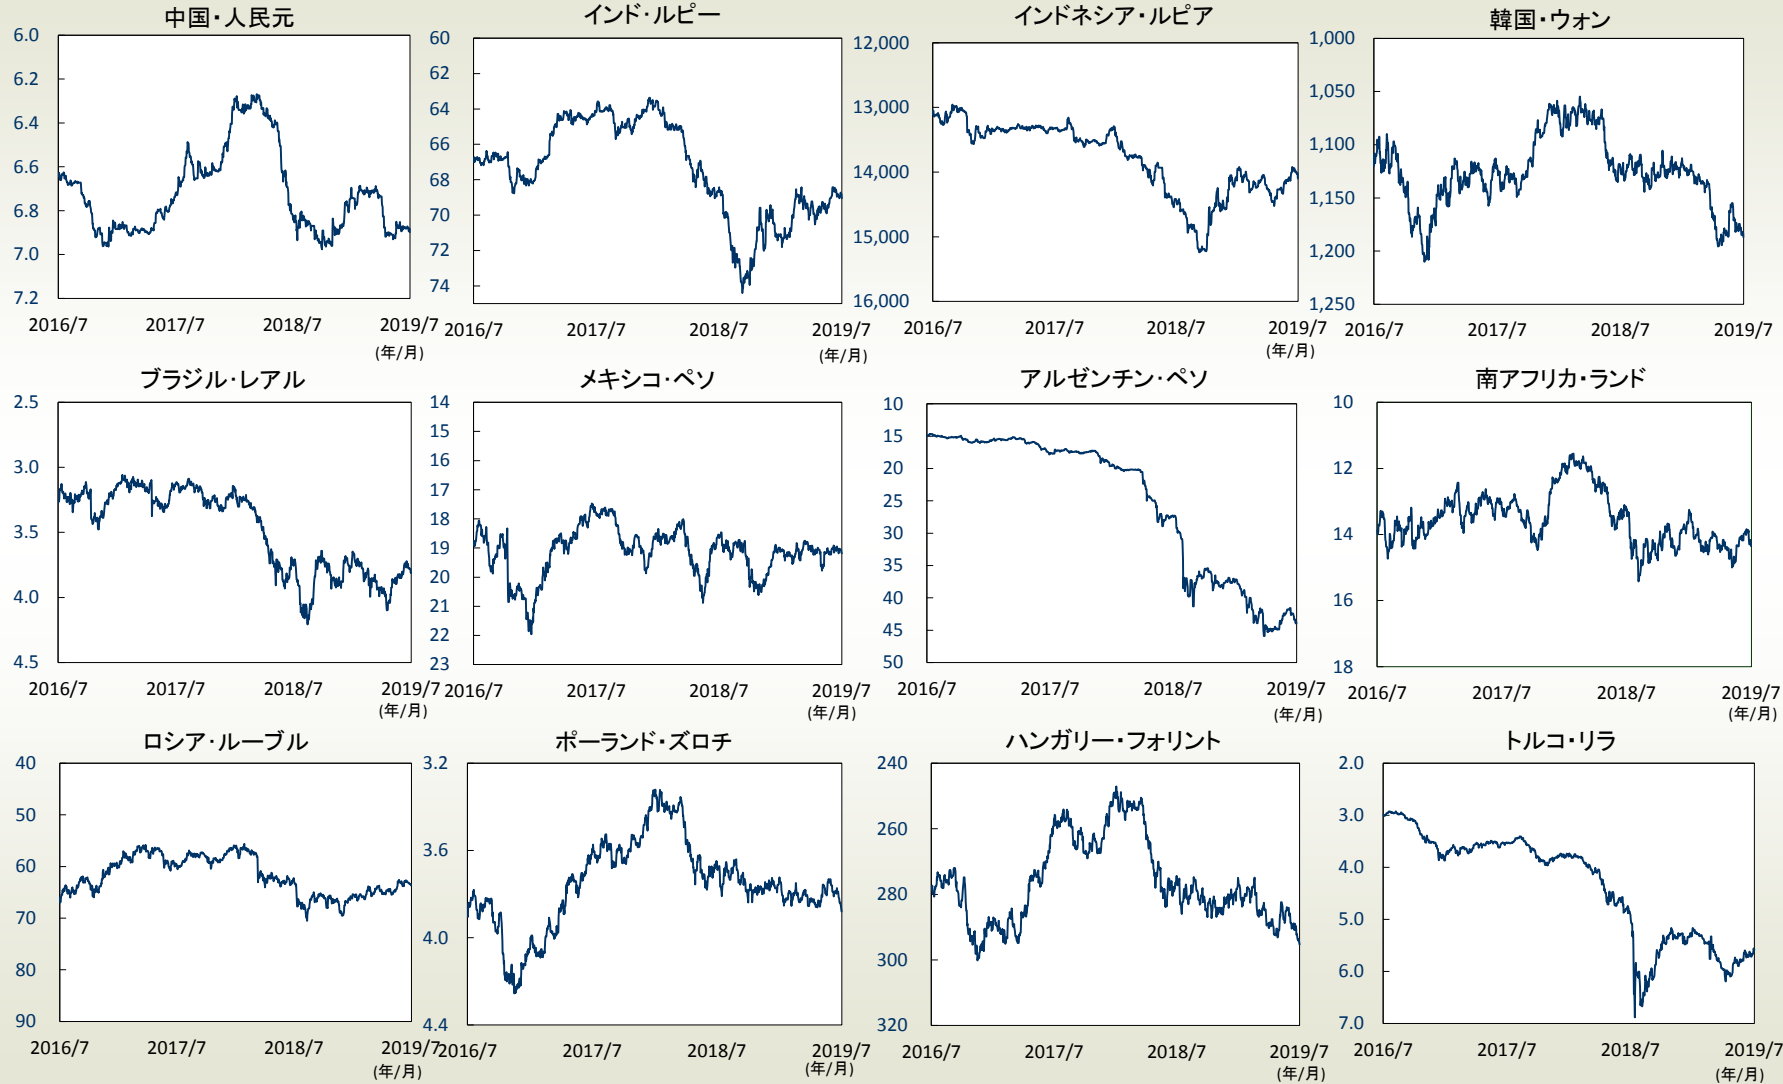 中国・人民元
6.0
6.2
6.4
6.6
6.8
7.0
7.2
2016/7 2017/7 2018/7 2019/7
(年/月)
インド・ルピー
60
62
64
66
68
70
72
74
2016/7 2017/7 2018/7 2019/7
(年/月)
インドネシア・ルピア
12,000
13,000
14,000
15,000
16,000
2016/7 2017/7 2018/7 2019/7
(年/月)
韓国・ウォン
1,000
1,050
1,100
1,150
1,200
1,250
2016/7 2017/7 2018/7 2019/7
ブラジル・レアル
2.5
3.0
3.5
4.0
4.5
2016/7 2017/7 2018/7 2019/7
(年/月)
メキシコ・ペソ
14
15
16
17
18
19
20
21
22
23
2016/7 2017/7 2018/7 2019/7
アルゼンチン・ペソ
10
15
20
25
30
35
40
45
50
2016/7 2017/7 2018/7 2019/7
(年/月)
南アフリカ・ランド
10
12
14
16
18
2016/7 2017/7 2018/7 2019/7
(年/月)
ロシア・ルーブル
40
50
60
70
80
90
2016/7 2017/7 2018/7 2019/7
(年/月)
ポーランド・ズロチ
3.2
3.6
4.0
4.4
2016/7 2017/7 2018/7 2019/7
(年/月)
ハンガリー・フォリント
240
260
280
300
320
2016/7 2017/7 2018/7 2019/7
(年/月)
トルコ・リラ
2.0
3.0
4.0
5.0
6.0
7.0
2016/7 2017/7 2018/7 2019/7
(年/月)